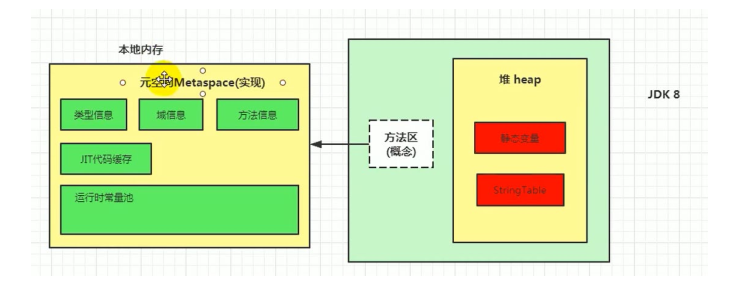 本地内存
元空间Metaspace(实现)
类型信息
域信息
方法信息
JIT代码缓存
运行时常量池
方法区
(概念)
堆 heap
静态变量
StringTable
JDK 8